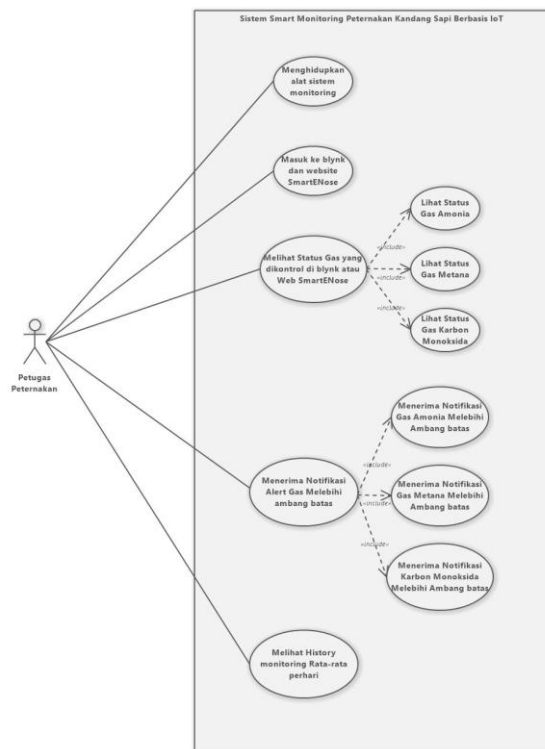 Sistem Smart Monitoring Peternakan Kandang Sapi Berbasis IoT
Menghidupkan
alat sistem
monitoring
Masuk ke blynk
dan website
SmartENose
Melihat Status Gas yang
dikontrol di blynk atau
Web SmartENose
«include»
«include»
«include»
Lihat Status
Gas Amonia
Lihat Status
Gas Metana
Lihat Status
Gas Karbon
Monoksida
Petugas
Peternakan
Menerima Notifikasi
Alert Gas Melebihi
ambang batas
«include»
«include»
«include»
Menerima Notifikasi
Gas Amonia Melebihi
Ambang batas
Menerima Notifikasi
Gas Metana Melebihi
Ambang batas
Menerima Notifikasi
Karbon Monoksida
Melebihi Ambang batas
Melihat History
monitoring Rata-rata
perhari